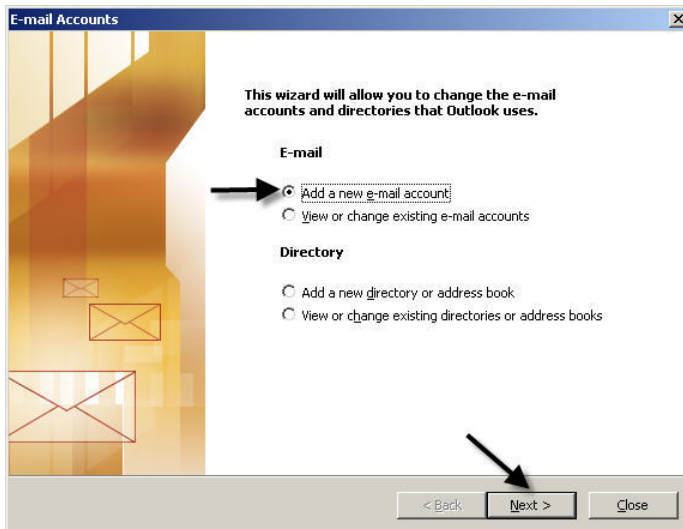 E-mail Accounts
This wizard will allow you to change the e-mail
accounts and directories that Outlook uses.
E-mail
Add a new e-mail account
View or change existing e-mail accounts
Directory
Add a new directory or address book
View or change existing directories or address books
< Back
Next >
Close